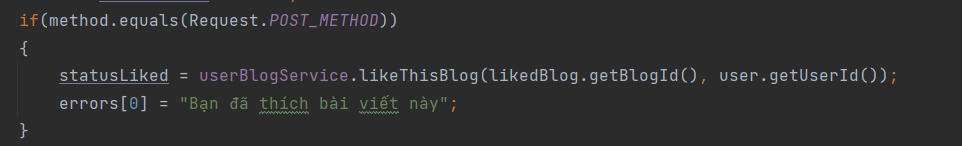 if(method.equals(Request.POST_METHOD))
{
statusLiked = userBlogService.likeThisBlog(likedBlog.getBlogId(), user.getUserId());
errors[0] = "Bạn đã thích bài viết này";
}